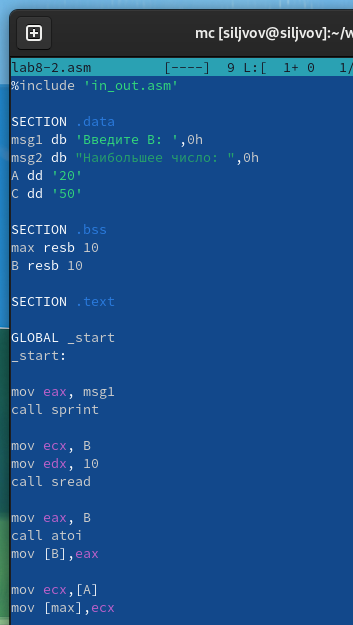 mc [siljvov@siljvov]:~/w
lab8-2.asm [----] 9 L:[ 1+ 0 1/
%include 'in_out.asm'
SECTION .data
msg1 db 'Введите B: ',0h
msg2 db "Наибольшее число: ",0h
A dd '20'
C dd '50'
SECTION .bss
max resb 10
B resb 10
SECTION .text
GLOBAL _start
_start:
mov eax, msg1
call sprint
mov ecx, B
mov edx, 10
call sread
mov eax, B
call atoi
mov [B],eax
mov ecx,[A]
mov [max],ecx